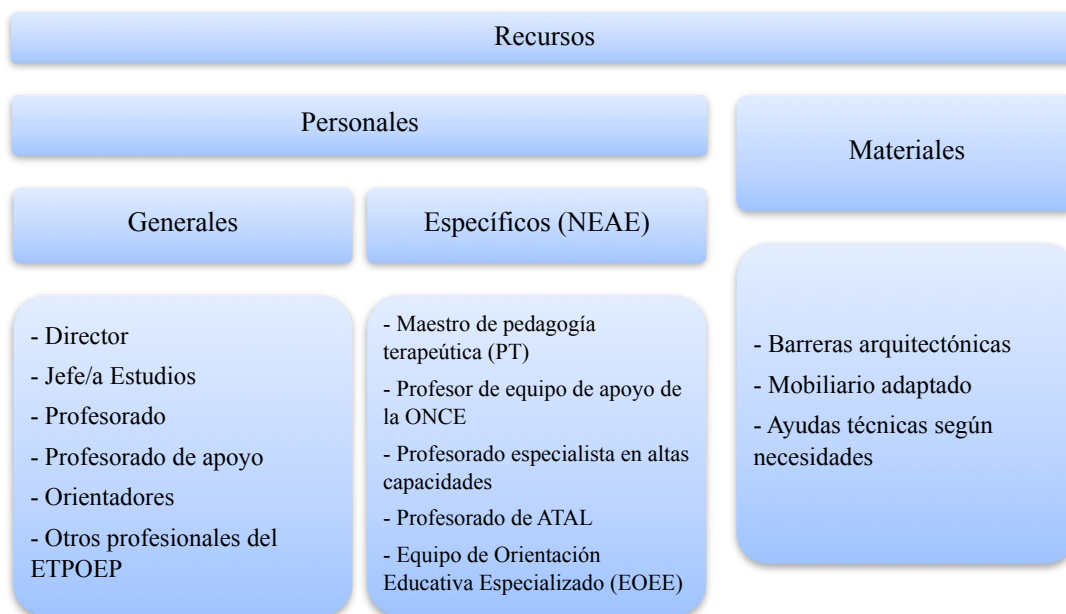 Recursos
Personales
Materiales
Generales
Específicos (NEAE)
- Director
- Jefe/a Estudios
- Profesorado
- Profesorado de apoyo
- Orientadores
- Otros profesionales del
ETPOEP
- Maestro de pedagogía
terapeútica (PT)
- Profesor de equipo de apoyo de
la ONCE
- Profesorado especialista en altas
capacidades
- Profesorado de ATAL
- Equipo de Orientación
Educativa Especializado (EOEE)
- Barreras arquitectónicas
- Mobiliario adaptado
- Ayudas técnicas según
necesidades